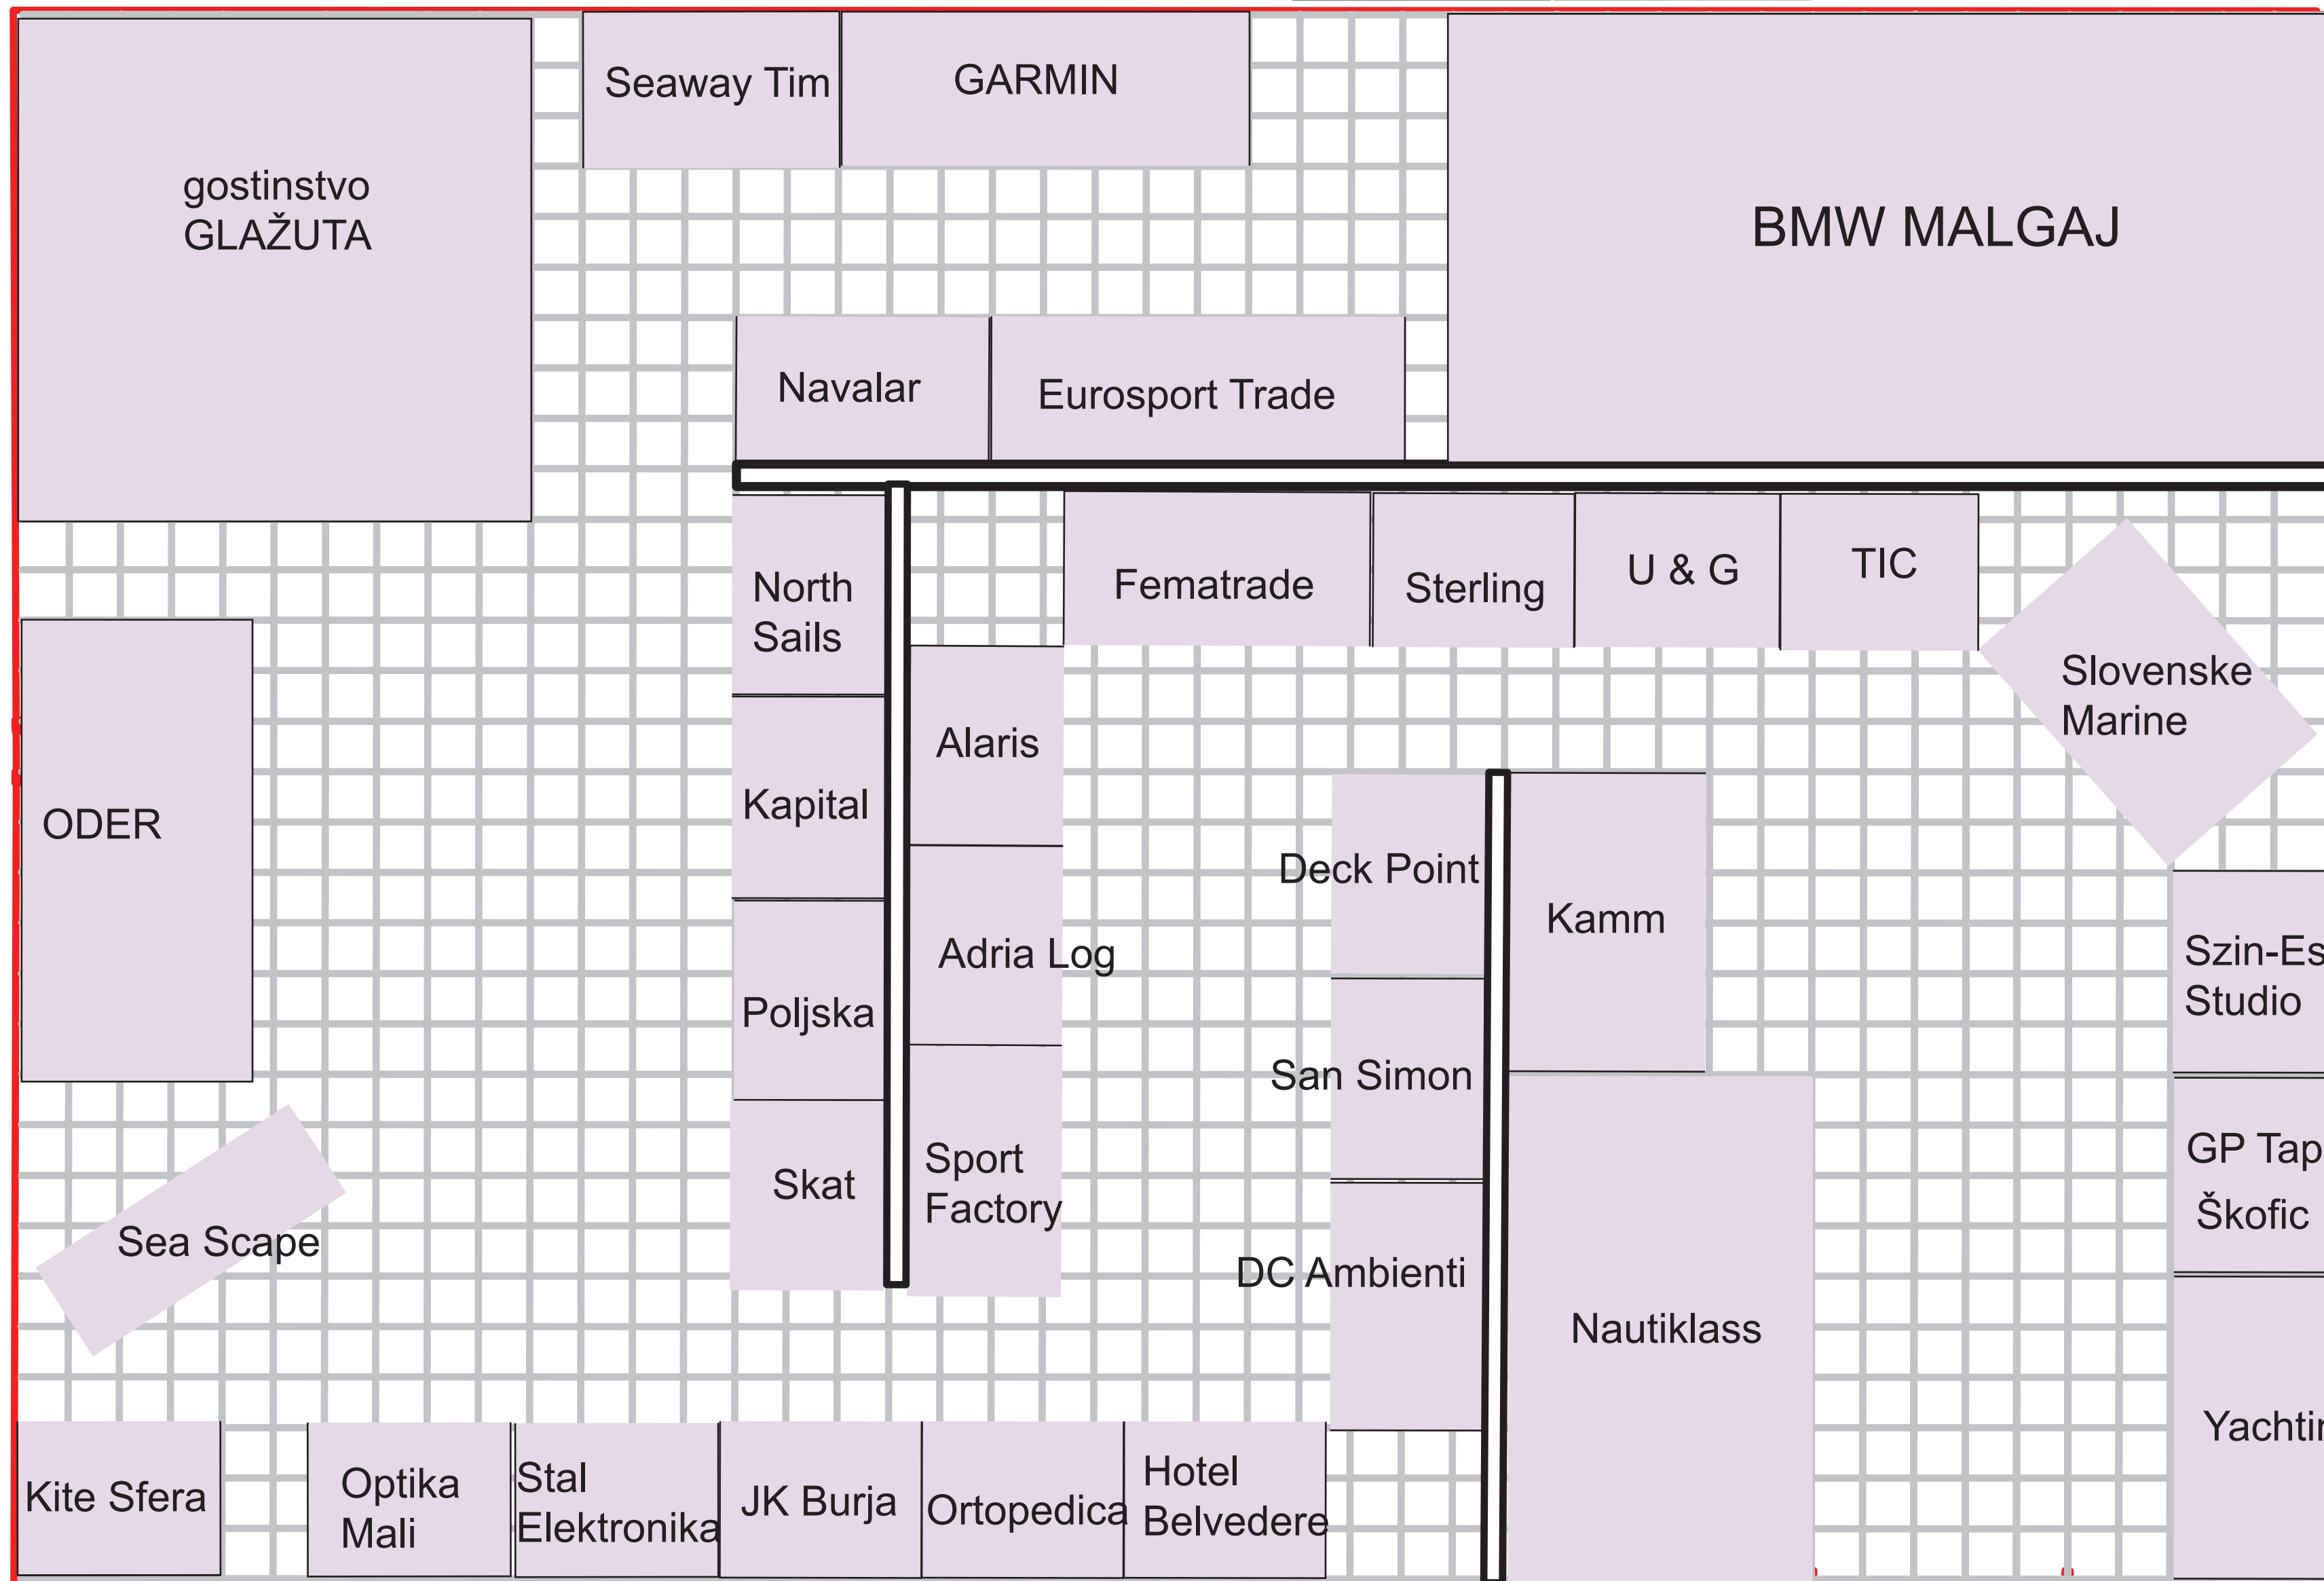 Seaway Tim
GARMIN
gostinstvo
GLAŽUTA
BMW MALGAJ
Navalar
Eurosport Trade
North
Sails
Fematrade
Sterling
U & G
TIC
Slovenske
Marine
Alaris
ODER
Kapital
Deck Point
Kamm
Adria Log
Szin-Es
Studio
Poljska
San Simon
GP Tap
Škofic
Sport
Factory
Skat
Sea Scape
DC Ambienti
Nautiklass
Yachtin
Kite Sfera
Optika
Mali
Stal
Elektronika
JK Burja
Ortopedica
Hotel
Belvedere